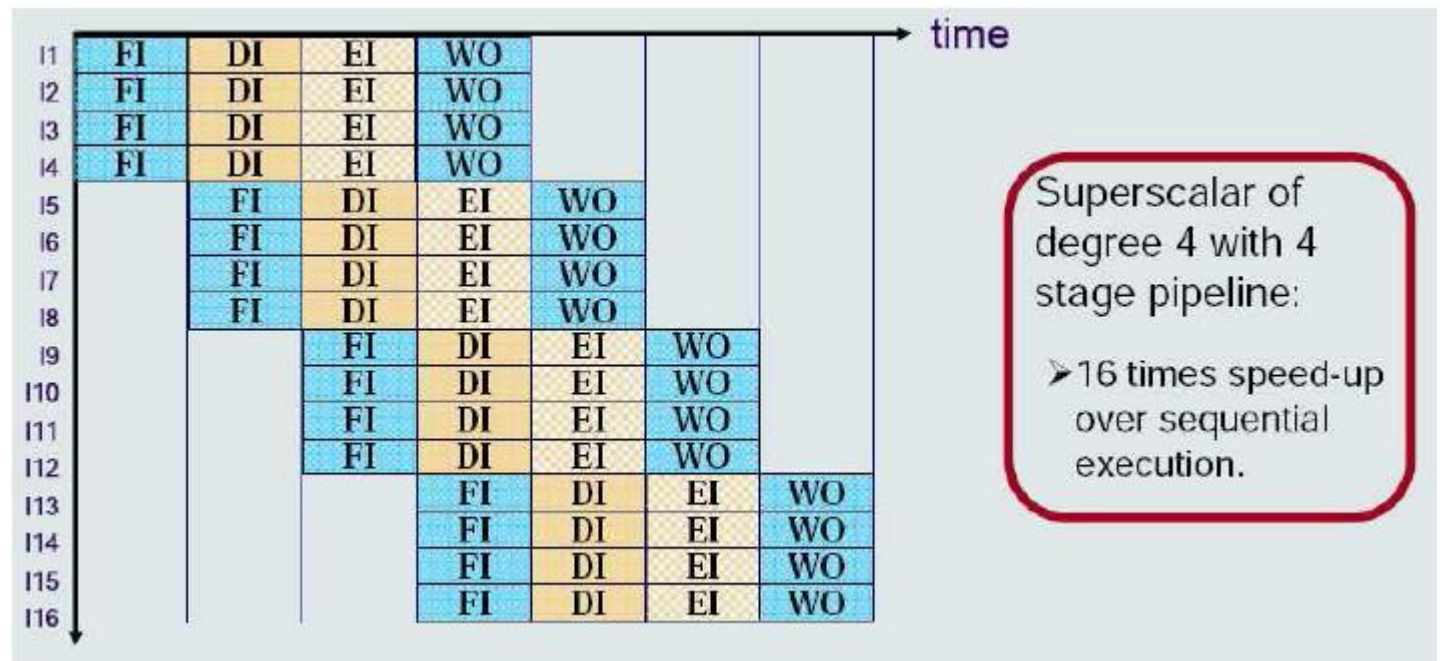 time
I1 FI DI EI WO
I2 FI DI EI WO
I3 FI DI EI WO
I4 FI DI EI WO
I5 FI DI EI WO
I6 FI DI EI WO
I7 FI DI EI WO
I8 FI DI EI WO
I9 FI DI EI WO
I10 FI DI EI WO
I11 FI DI EI WO
I12 FI DI EI WO
I13 FI DI EI WO
I14 FI DI EI WO
I15 FI DI EI WO
I16 FI DI EI WO
Superscalar of
degree 4 with 4
stage pipeline:
➢16 times speed-up
over sequential
execution.